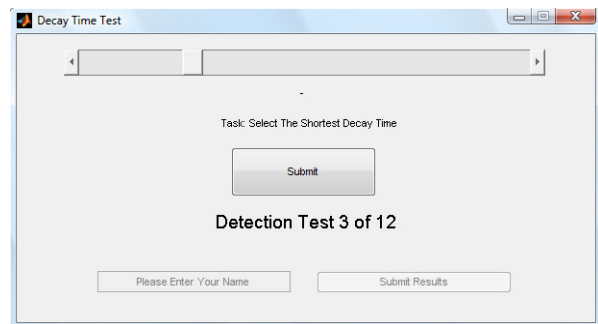 Decay Time Test
-
Task: Select The Shortest Decay Time
Submit
Detection Test 3 of 12
Please Enter Your Name
Submit Results